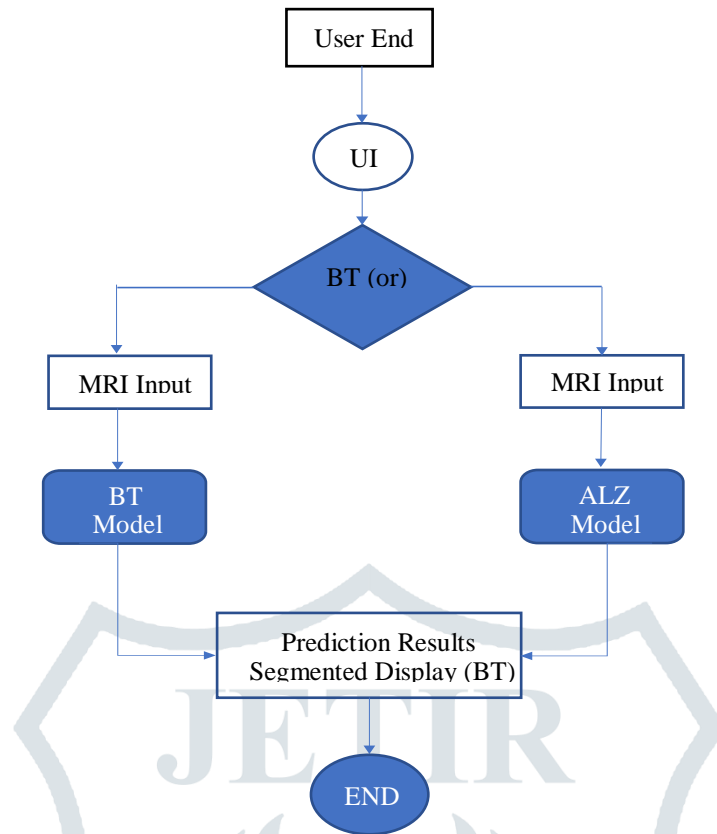 User End
UI
BT (or)
MRI Input
MRI Input
BT
Model
ALZ
Model
Prediction Results
Segmented Display (BT)
JETIR
END